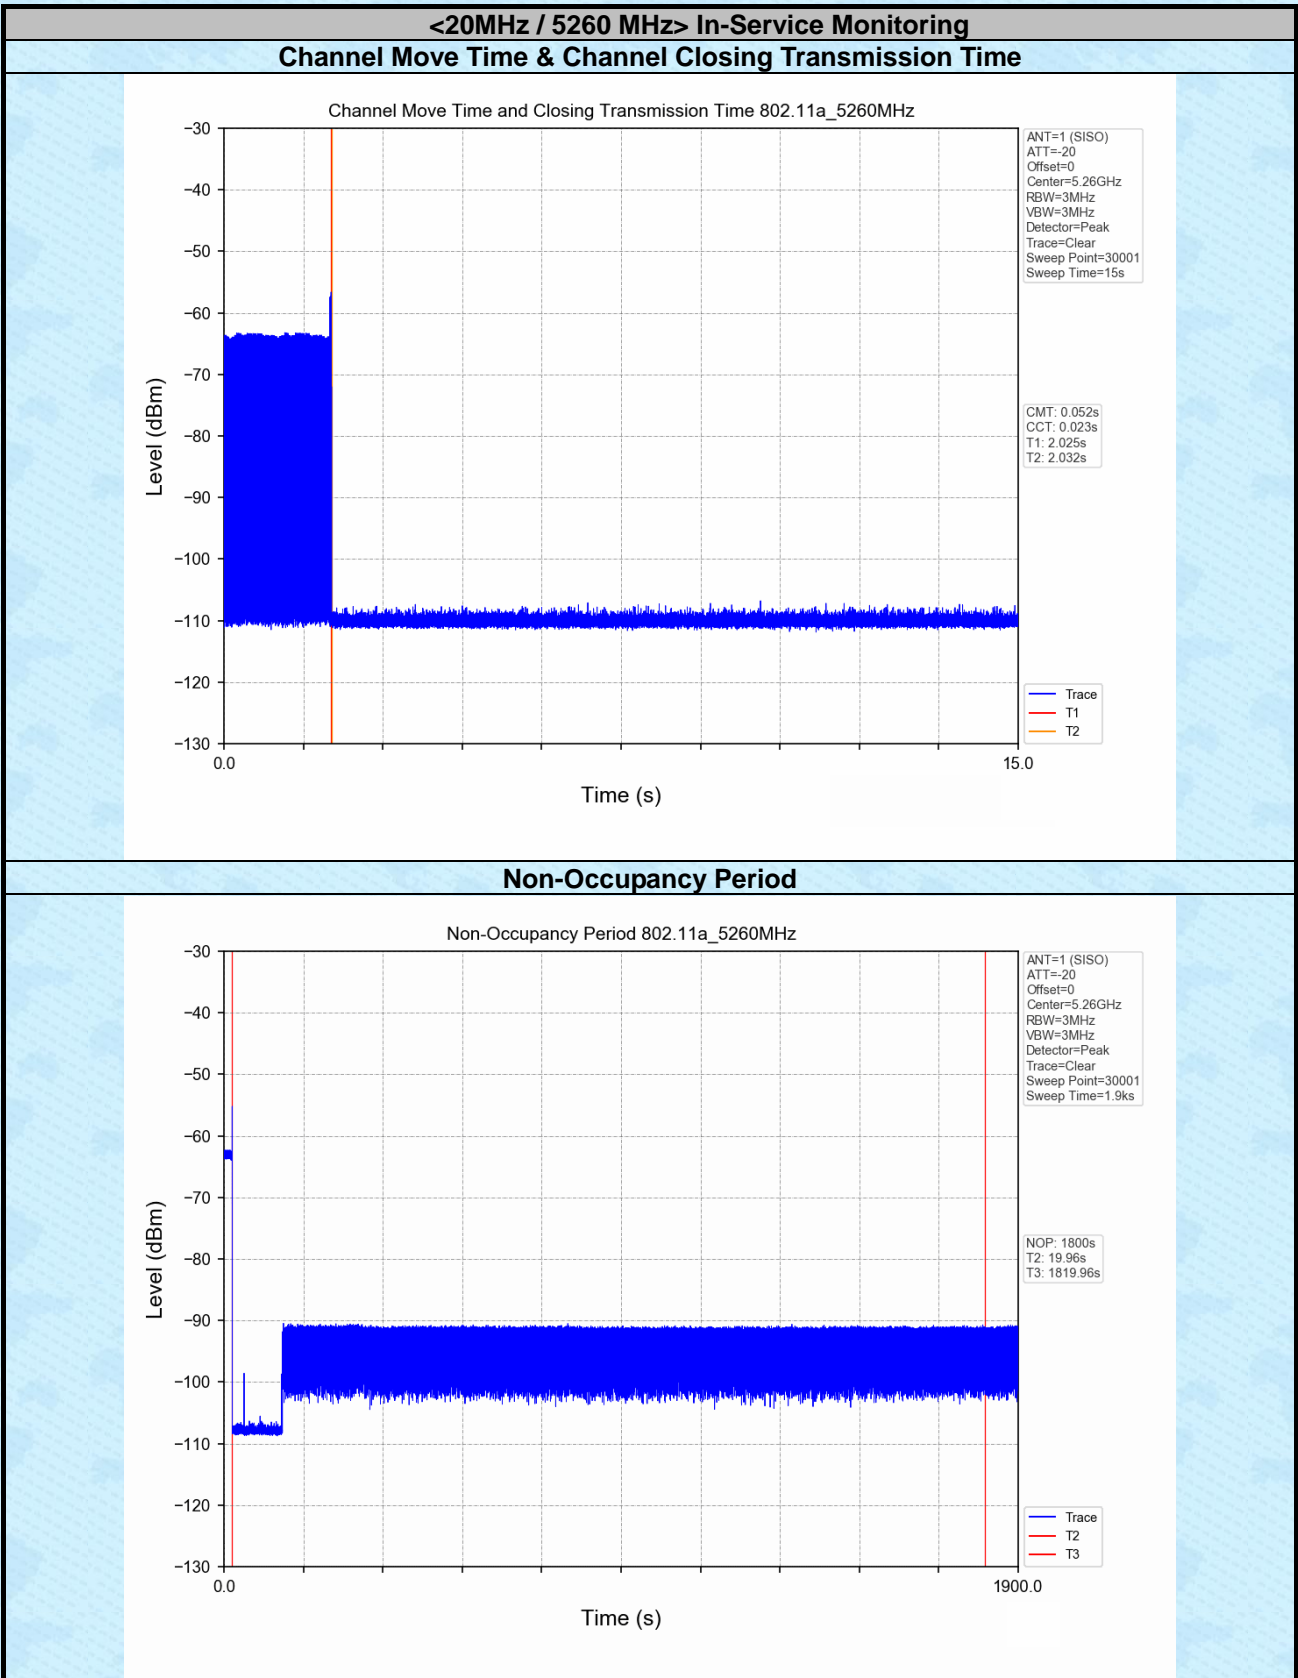 <20MHz / 5260 MHz> In-Service Monitoring
Channel Move Time & Channel Closing Transmission Time
Channel Move Time and Closing Transmission Time 802.11a_5260MHz
−30
−40
−50
−60
−70
−80
−90
−100
−110
−120
−130
Level (dBm)
0.0
15.0
Time (s)
ANT=1 (SISO)
ATT=-20
Offset=0
Center=5.26GHz
RBW=3MHz
VBW=3MHz
Detector=Peak
Trace=Clear
Sweep Point=30001
Sweep Time=15s
CMT: 0.052s
CCT: 0.023s
T1: 2.025s
T2: 2.032s
Trace
T1
T2
Non-Occupancy Period
Non-Occupancy Period 802.11a_5260MHz
−30
−40
−50
−60
−70
−80
−90
−100
−110
−120
−130
Level (dBm)
0.0
1900.0
Time (s)
ANT=1 (SISO)
ATT=-20
Offset=0
Center=5.26GHz
RBW=3MHz
VBW=3MHz
Detector=Peak
Trace=Clear
Sweep Point=30001
Sweep Time=1.9ks
NOP: 1800s
T2: 19.96s
T3: 1819.96s
Trace
T2
T3